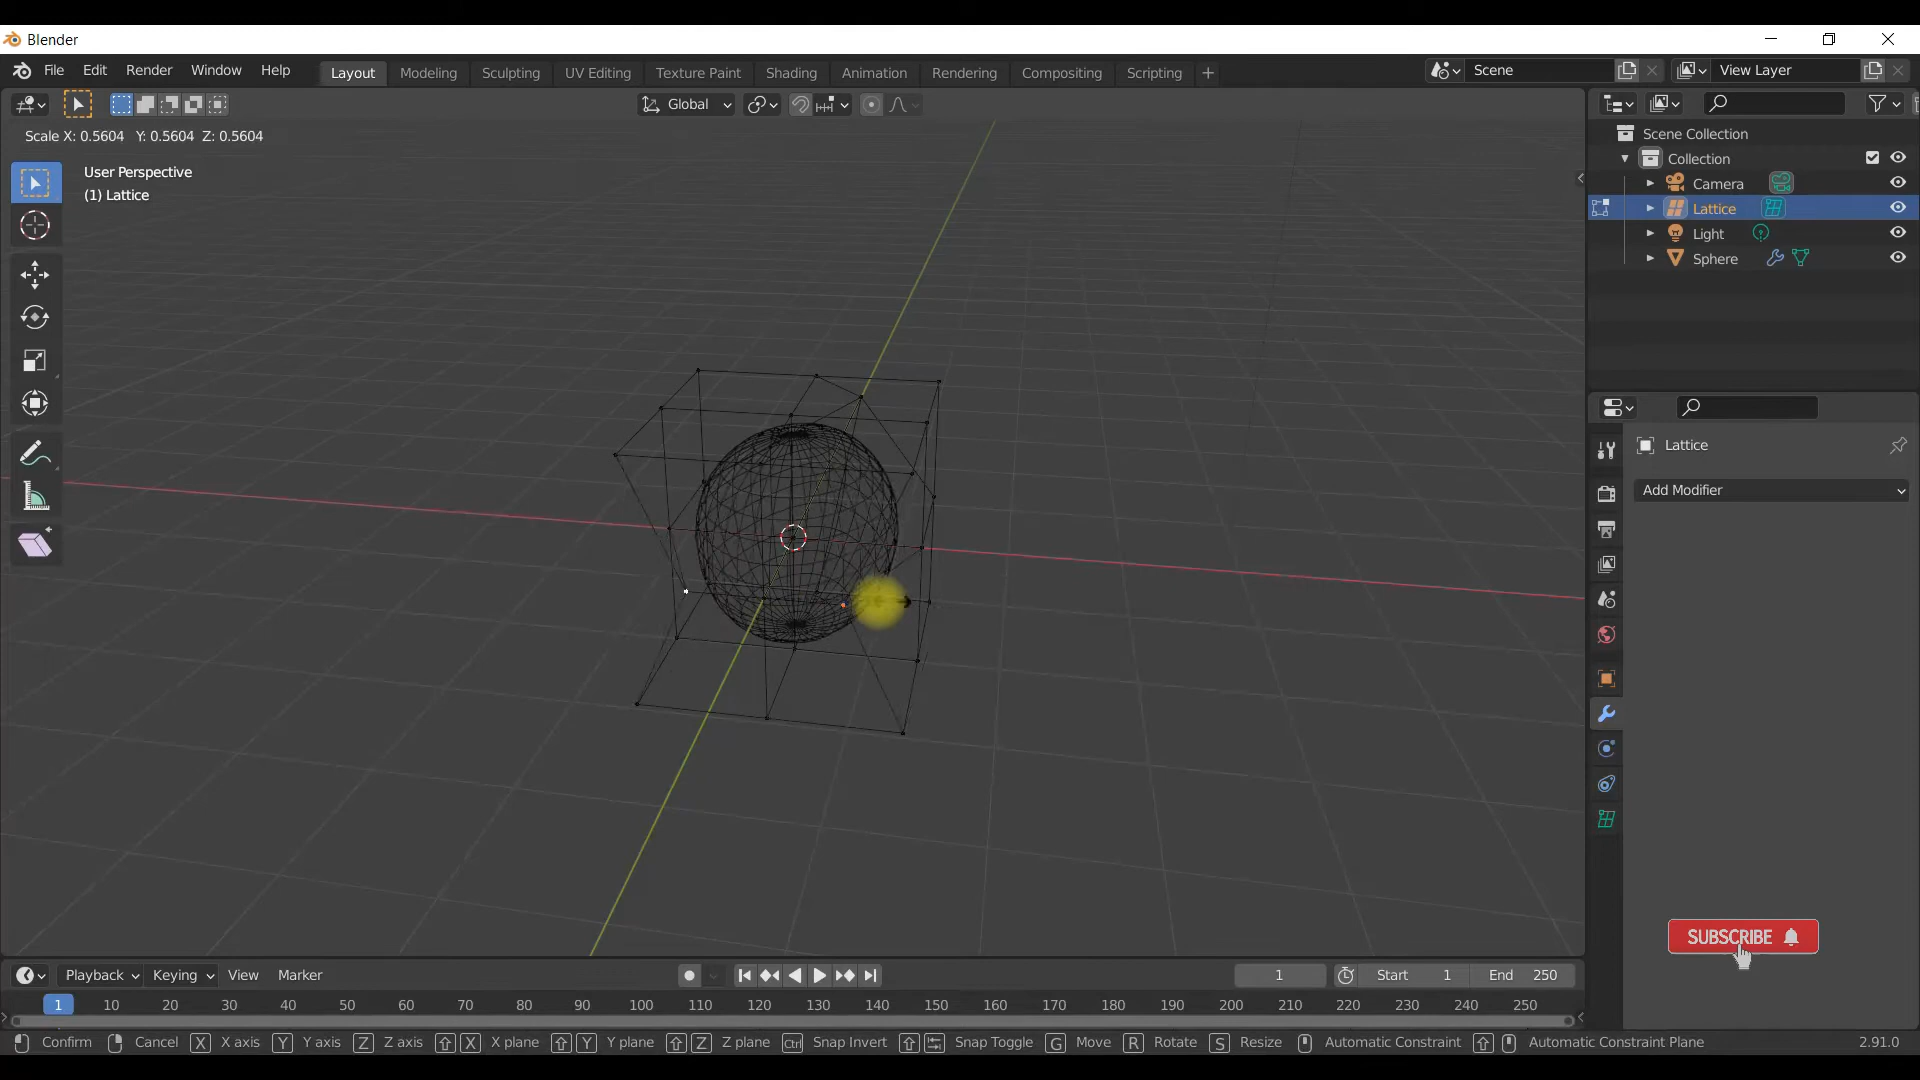 Blender
File Edit Render Window Help Layout Modeling Sculpting UV Editing Texture Paint Shading Animation Rendering Compositing Scripting + Scene View Layer
Global
Scale X: 0.5604 Y: 0.5604 Z: 0.5604
User Perspective
(1) Lattice
Scene Collection
Collection
Camera
Lattice
Light
Sphere
Lattice
Add Modifier
SUBSCRIBE
Playback Keying View Marker 1 Start 1 End 250
1 10 20 30 40 50 60 70 80 90 100 110 120 130 140 150 160 170 180 190 200 210 220 230 240 250
Confirm Cancel X X axis Y Y axis Z Z axis X X plane Y Y plane Z Z plane Ctrl Snap Invert Snap Toggle G Move R Rotate S Resize Automatic Constraint Automatic Constraint Plane 2.91.0